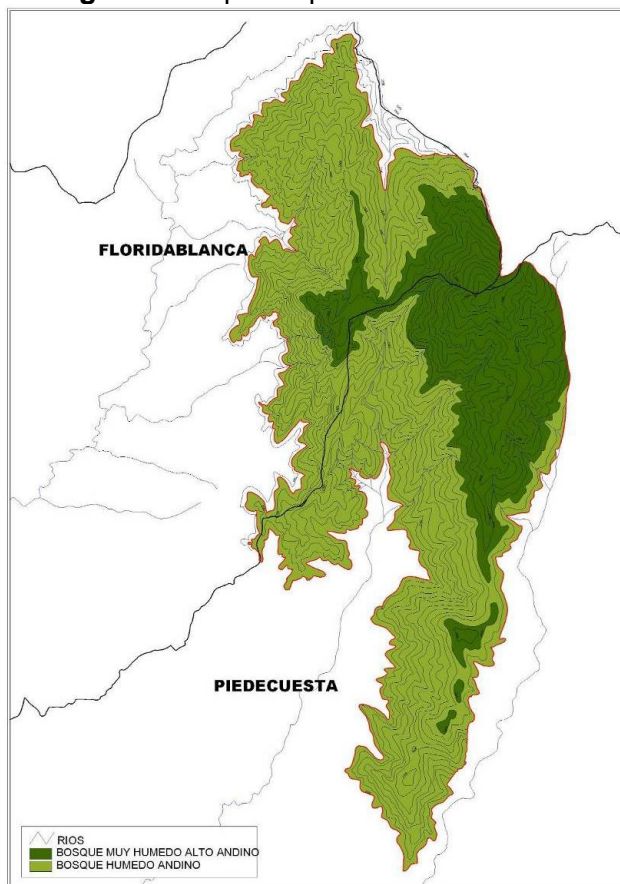 FLORIDABLANCA
PIEDECUESTA
RIOS
BOSQUE MUY HUMEDO ALTO ANDINO
BOSQUE HUMEDO ANDINO